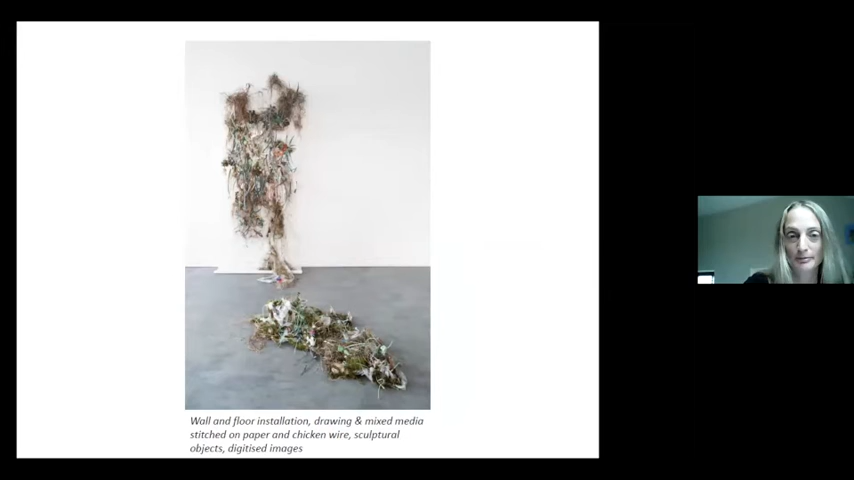 Wall and floor installation, drawing & mixed media
stitched on paper and chicken wire, sculptural
objects, digitised images